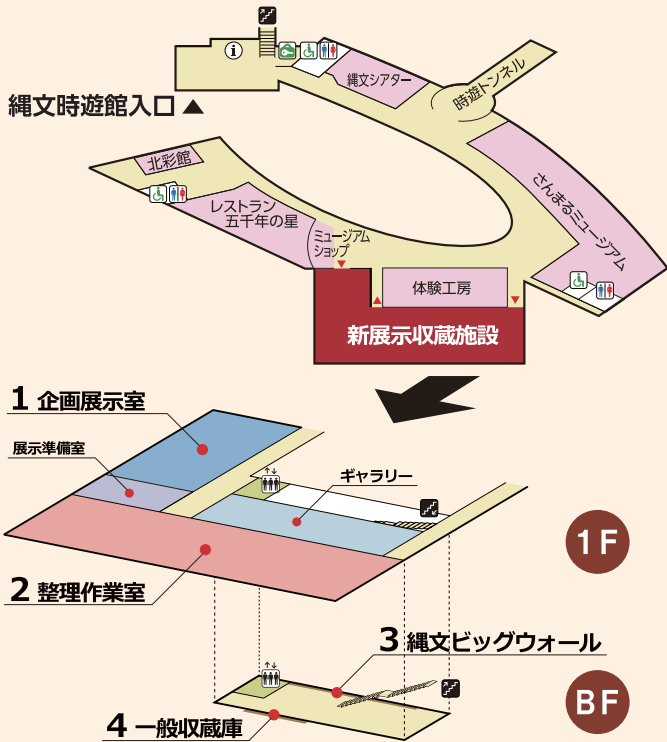 縄文シアター
時遊トンネル
縄文時遊館入口 ▲
北彩館
さんまるミュージアム
レストラン
五千年の星
ミュージアム
ショップ
体験工房
新展示収蔵施設
1 企画展示室
展示準備室
ギャラリー
1F
2 整理作業室
3 縄文ビッグウォール
BF
4 一般収蔵庫